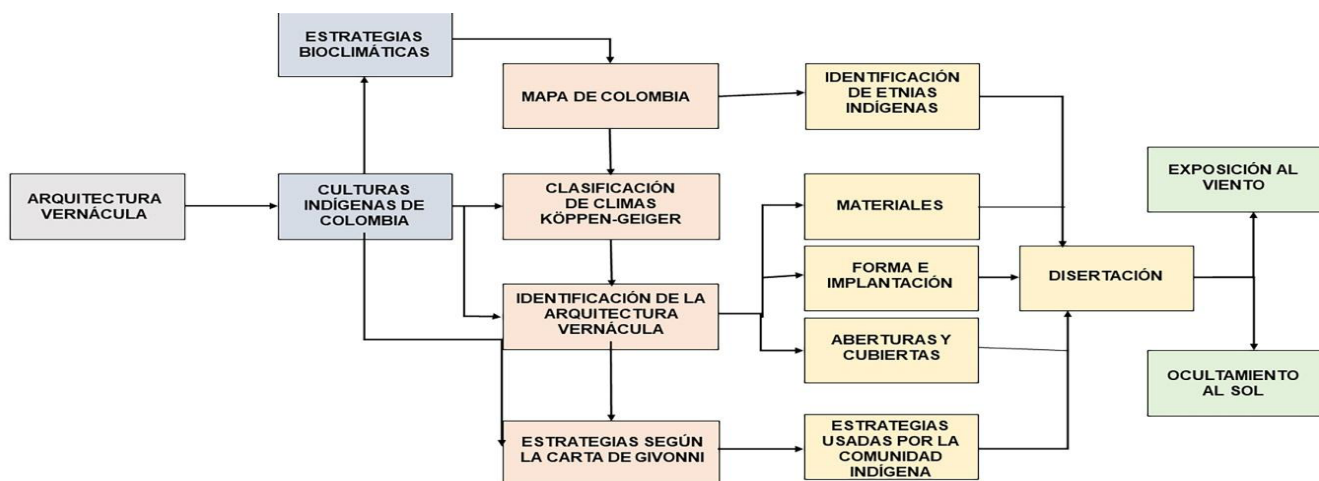 ESTRATEGIAS
BIOCLIMÁTICAS
MAPA DE COLOMBIA
IDENTIFICACIÓN
DE ETNIAS
INDÍGENAS
ARQUITECTURA
VERNÁCULA
CULTURAS
INDÍGENAS DE
COLOMBIA
CLASIFICACIÓN
DE CLIMAS
KÖPPEN-GEIGER
MATERIALES
EXPOSICIÓN AL
VIENTO
IDENTIFICACIÓN DE LA
ARQUITECTURA
VERNÁCULA
FORMA E
IMPLANTACIÓN
DISERTACIÓN
ABERTURAS Y
CUBIERTAS
OCULTAMIENTO
AL SOL
ESTRATEGIAS SEGÚN
LA CARTA DE GIVONNI
ESTRATEGIAS
USADAS POR LA
COMUNIDAD
INDÍGENA